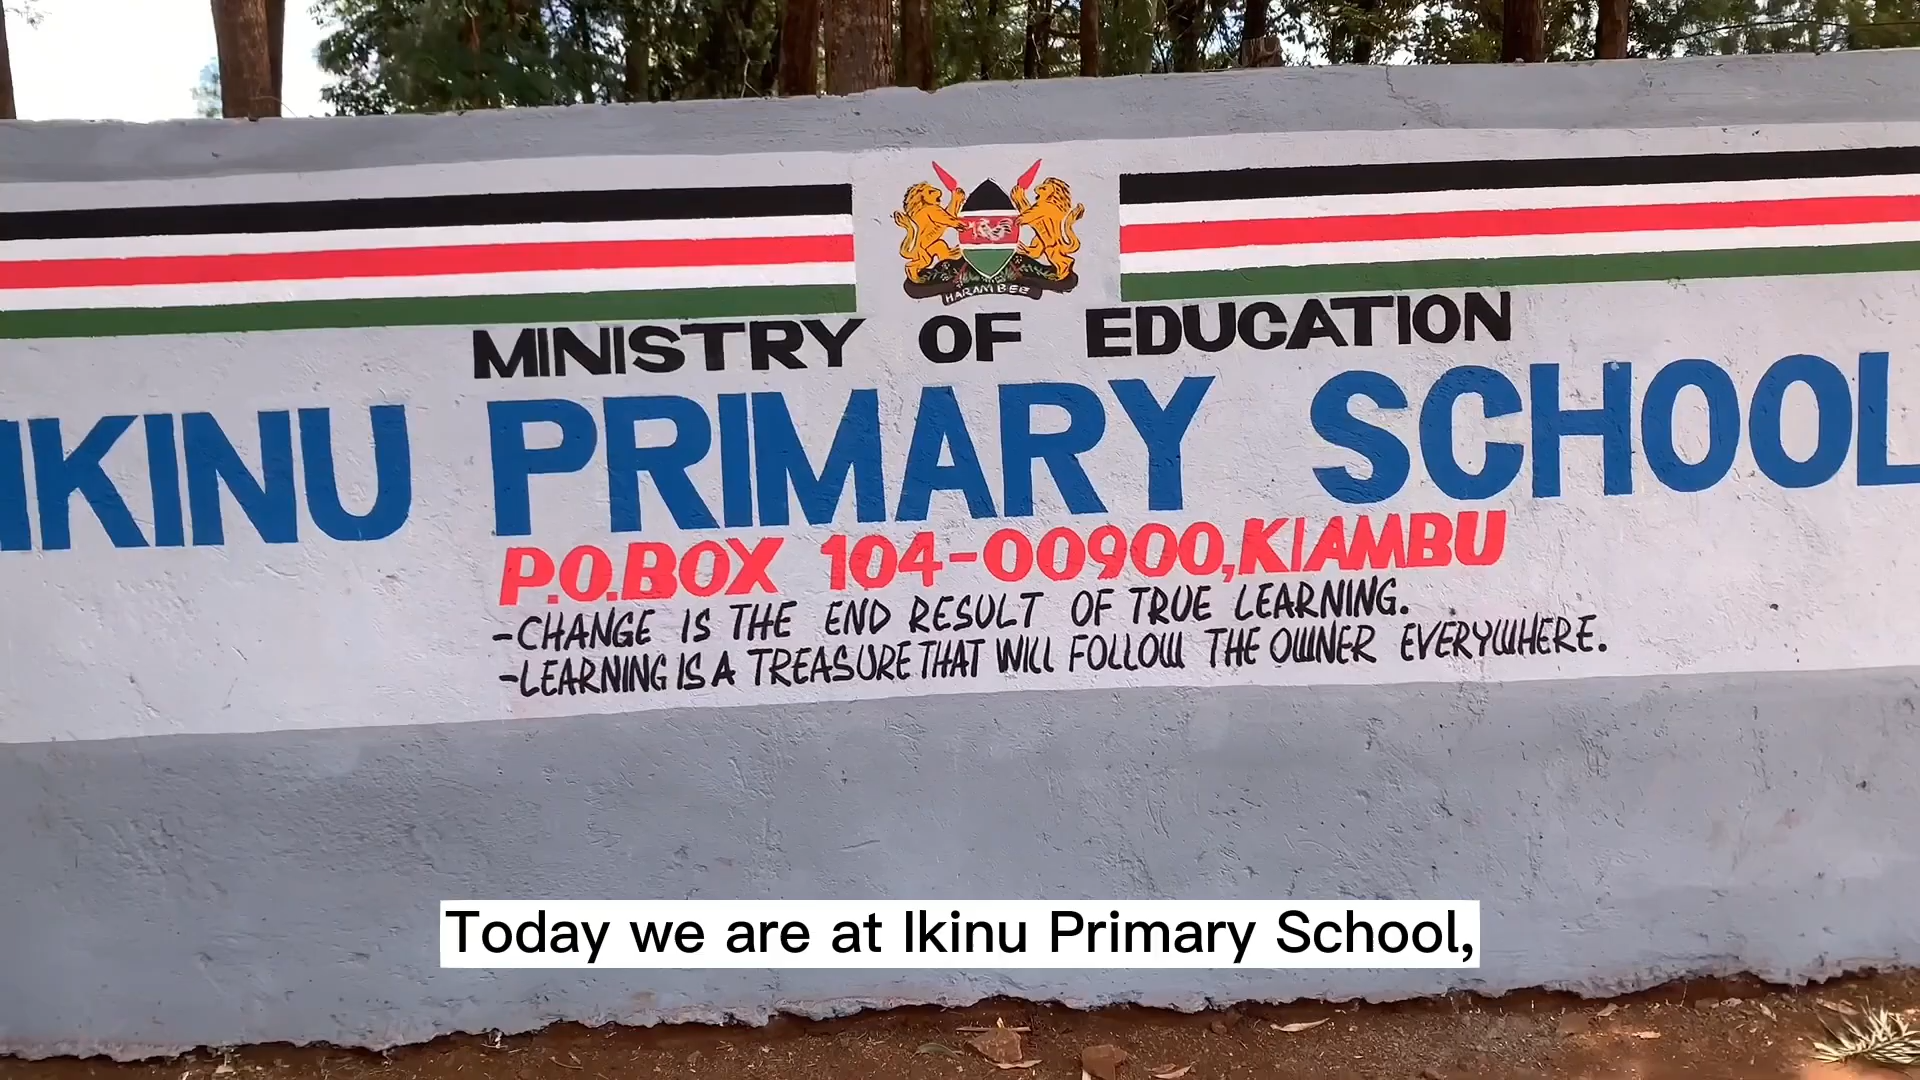 HARAMBEE
MINISTRY OF EDUCATION
IKINU PRIMARY SCHOOL
P.O.BOX 104-00900,KIAMBU
-CHANGE IS THE END RESULT OF TRUE LEARNING.
-LEARNING IS A TREASURE THAT WILL FOLLOW THE OWNER EVERYWHERE.
Today we are at Ikinu Primary School,